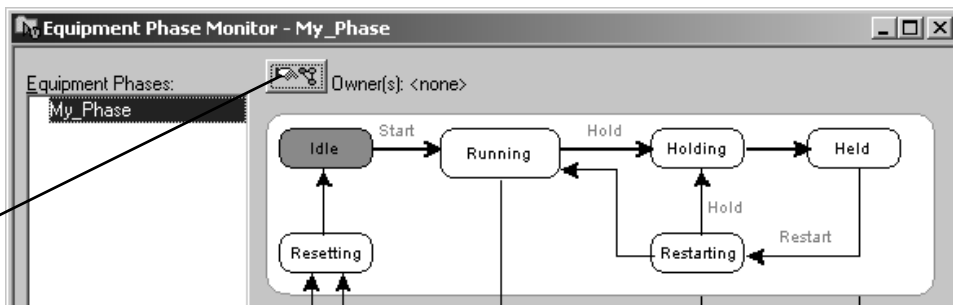 Equipment Phase Monitor - My_Phase
Equipment Phases:
Owner(s): <none>
My_Phase
Start
Hold
Idle
Running
Holding
Held
Hold
Restart
Resetting
Restarting